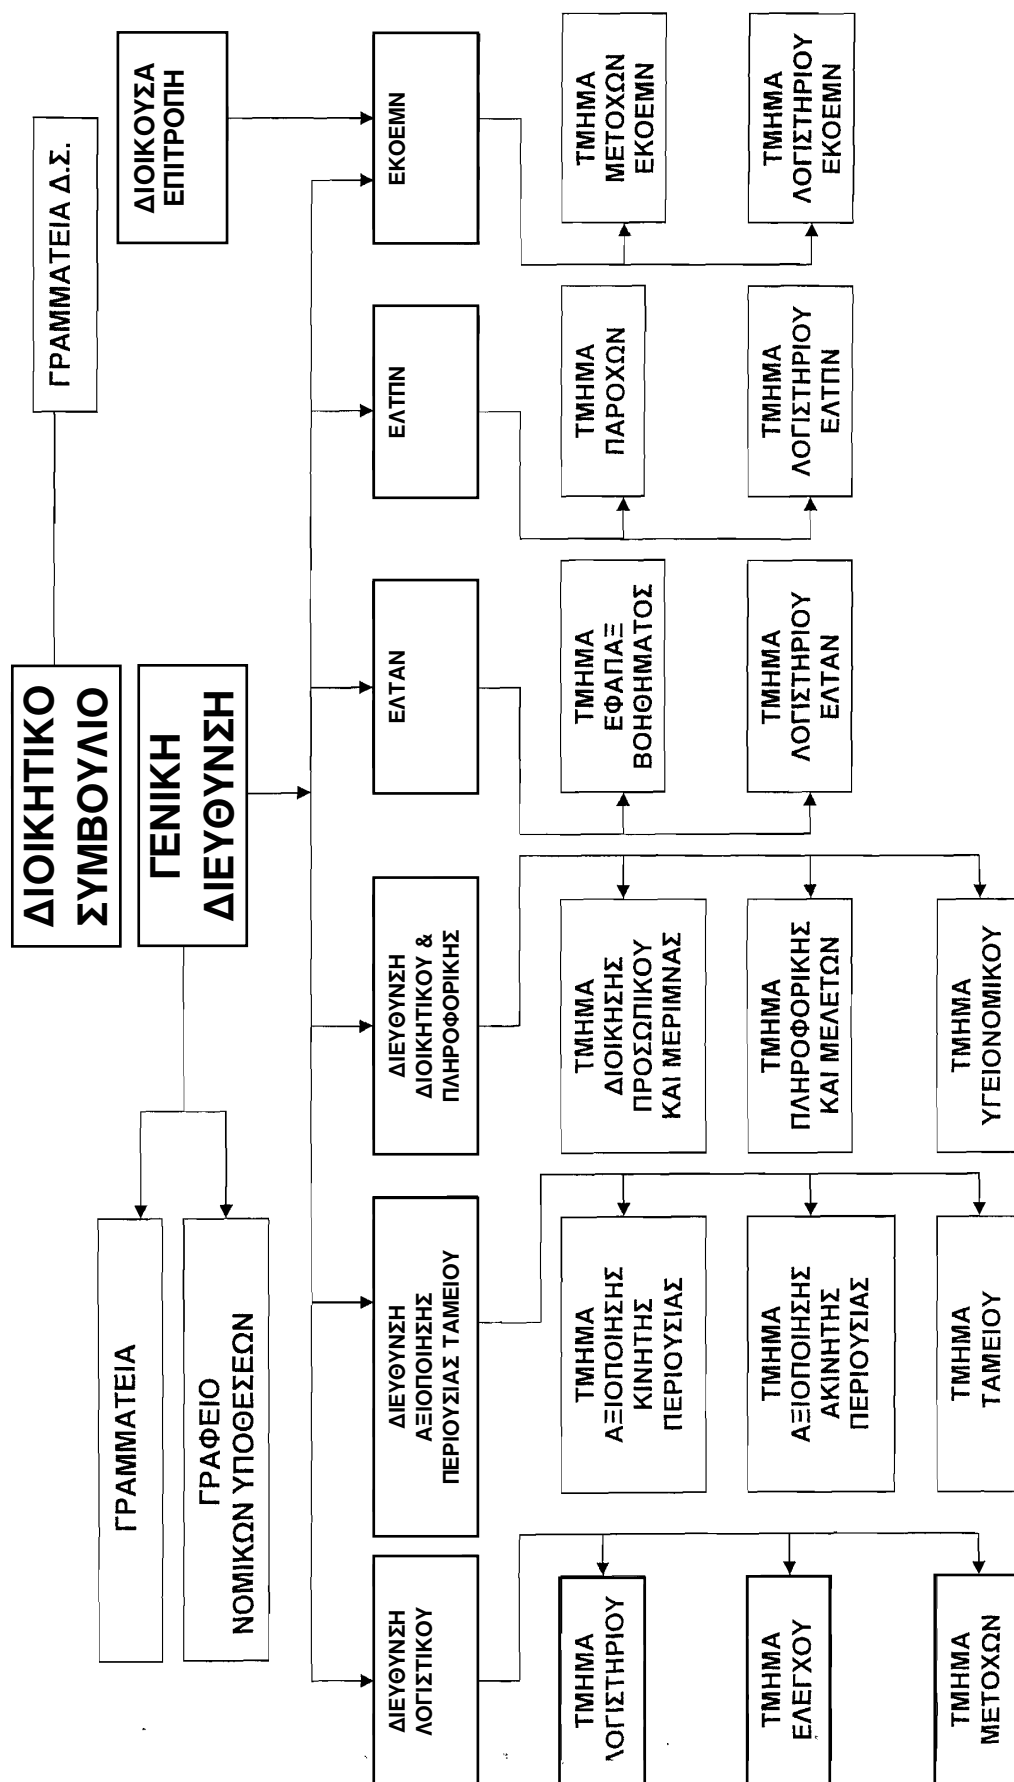 ΔΙΟΙΚΗΤΙΚΟ
ΣΥΜΒΟΥΛΙΟ
ΓΡΑΜΜΑΤΕΙΑ Δ.Σ.
ΓΕΝΙΚΗ
ΔΙΕΥΘΥΝΣΗ
ΔΙΟΙΚΟΥΣΑ
ΕΠΙΤΡΟΠΗ
ΓΡΑΜΜΑΤΕΙΑ
ΓΡΑΦΕΙΟ
ΝΟΜΙΚΩΝ ΥΠΟΘΕΣΕΩΝ
ΔΙΕΥΘΥΝΣΗ
ΛΟΓΙΣΤΙΚΟΥ
ΔΙΕΥΘΥΝΣΗ
ΑΞΙΟΠΟΙΗΣΗΣ
ΠΕΡΙΟΥΣΙΑΣ ΤΑΜΕΙΟΥ
ΔΙΕΥΘΥΝΣΗ
ΔΙΟΙΚΗΤΙΚΟΥ &
ΠΛΗΡΟΦΟΡΙΚΗΣ
ΕΛΤΑΝ
ΕΛΤΠΝ
ΕΚΟΕΜΝ
ΤΜΗΜΑ
ΛΟΓΙΣΤΗΡΙΟΥ
ΤΜΗΜΑ
ΑΞΙΟΠΟΙΗΣΗΣ
ΚΙΝΗΤΗΣ
ΠΕΡΙΟΥΣΙΑΣ
ΤΜΗΜΑ
ΔΙΟΙΚΗΣΗΣ
ΠΡΟΣΩΠΙΚΟΥ
ΚΑΙ ΜΕΡΙΜΝΑΣ
ΤΜΗΜΑ
ΕΦΑΠΑΞ
ΒΟΗΘΗΜΑΤΟΣ
ΤΜΗΜΑ
ΠΑΡΟΧΩΝ
ΤΜΗΜΑ
ΜΕΤΟΧΩΝ
ΕΚΟΕΜΝ
ΤΜΗΜΑ
ΕΛΕΓΧΟΥ
ΤΜΗΜΑ
ΑΞΙΟΠΟΙΗΣΗΣ
ΑΚΙΝΗΤΗΣ
ΠΕΡΙΟΥΣΙΑΣ
ΤΜΗΜΑ
ΠΛΗΡΟΦΟΡΙΚΗΣ
ΚΑΙ ΜΕΛΕΤΩΝ
ΤΜΗΜΑ
ΛΟΓΙΣΤΗΡΙΟΥ
ΕΛΤΑΝ
ΤΜΗΜΑ
ΛΟΓΙΣΤΗΡΙΟΥ
ΕΛΤΠΝ
ΤΜΗΜΑ
ΛΟΓΙΣΤΗΡΙΟΥ
ΕΚΟΕΜΝ
ΤΜΗΜΑ
ΜΕΤΟΧΩΝ
ΤΜΗΜΑ
ΤΑΜΕΙΟΥ
ΤΜΗΜΑ
ΥΓΕΙΟΝΟΜΙΚΟΥ